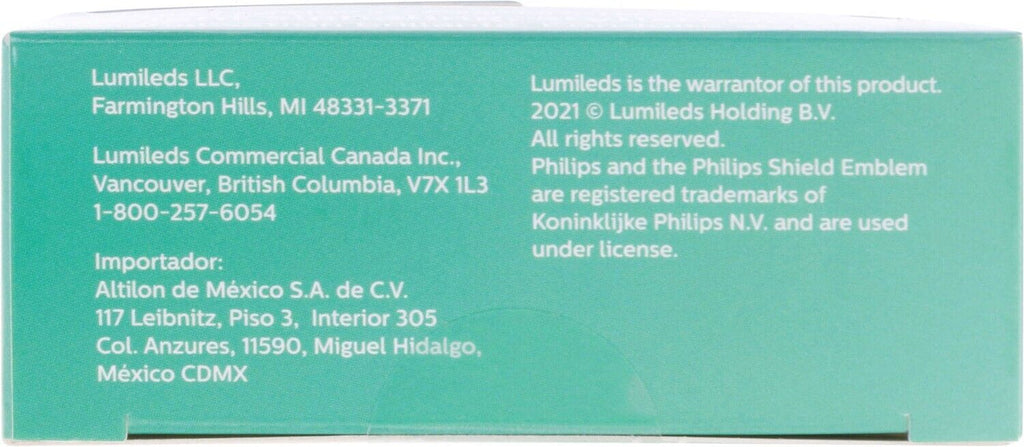 Lumileds LLC,
Farmington Hills, MI 48331-3371
Lumileds Commercial Canada Inc.,
Vancouver, British Columbia, V7X 1L3
1-800-257-6054
Importador:
Altilon de México S.A. de C.V.
117 Leibnitz, Piso 3, Interior 305
Col. Anzures, 11590, Miguel Hidalgo,
México CDMX
Lumileds is the warrantor of this product.
2021 © Lumileds Holding B.V.
All rights reserved.
Philips and the Philips Shield Emblem
are registered trademarks of
Koninklijke Philips N.V. and are used
under license.